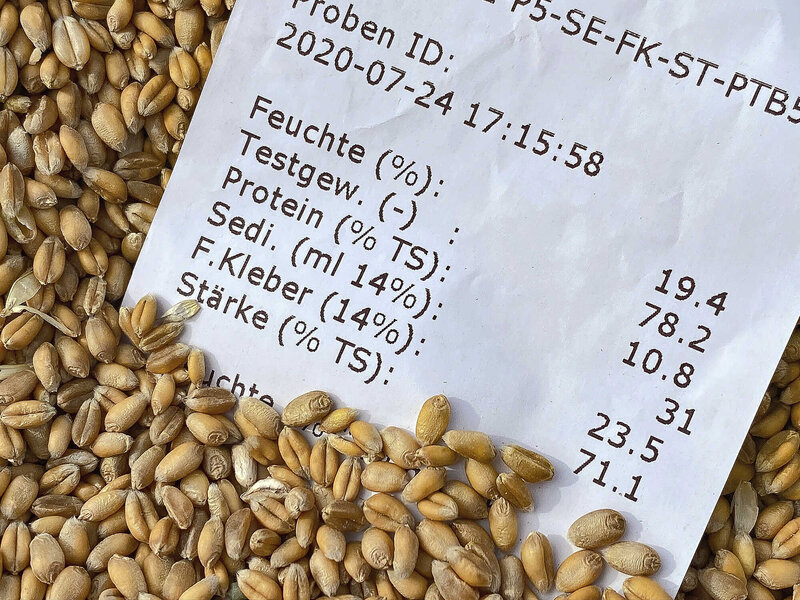 P5-SE-FK-ST-PTB5
Proben ID:
2020-07-24 17:15:58
Feuchte (%): 19.4
Testgew. (-) : 78.2
Protein (% TS): 10.8
Sedi. (ml 14%): 31
F.Kleber (14%): 23.5
Stärke (% TS): 71.1